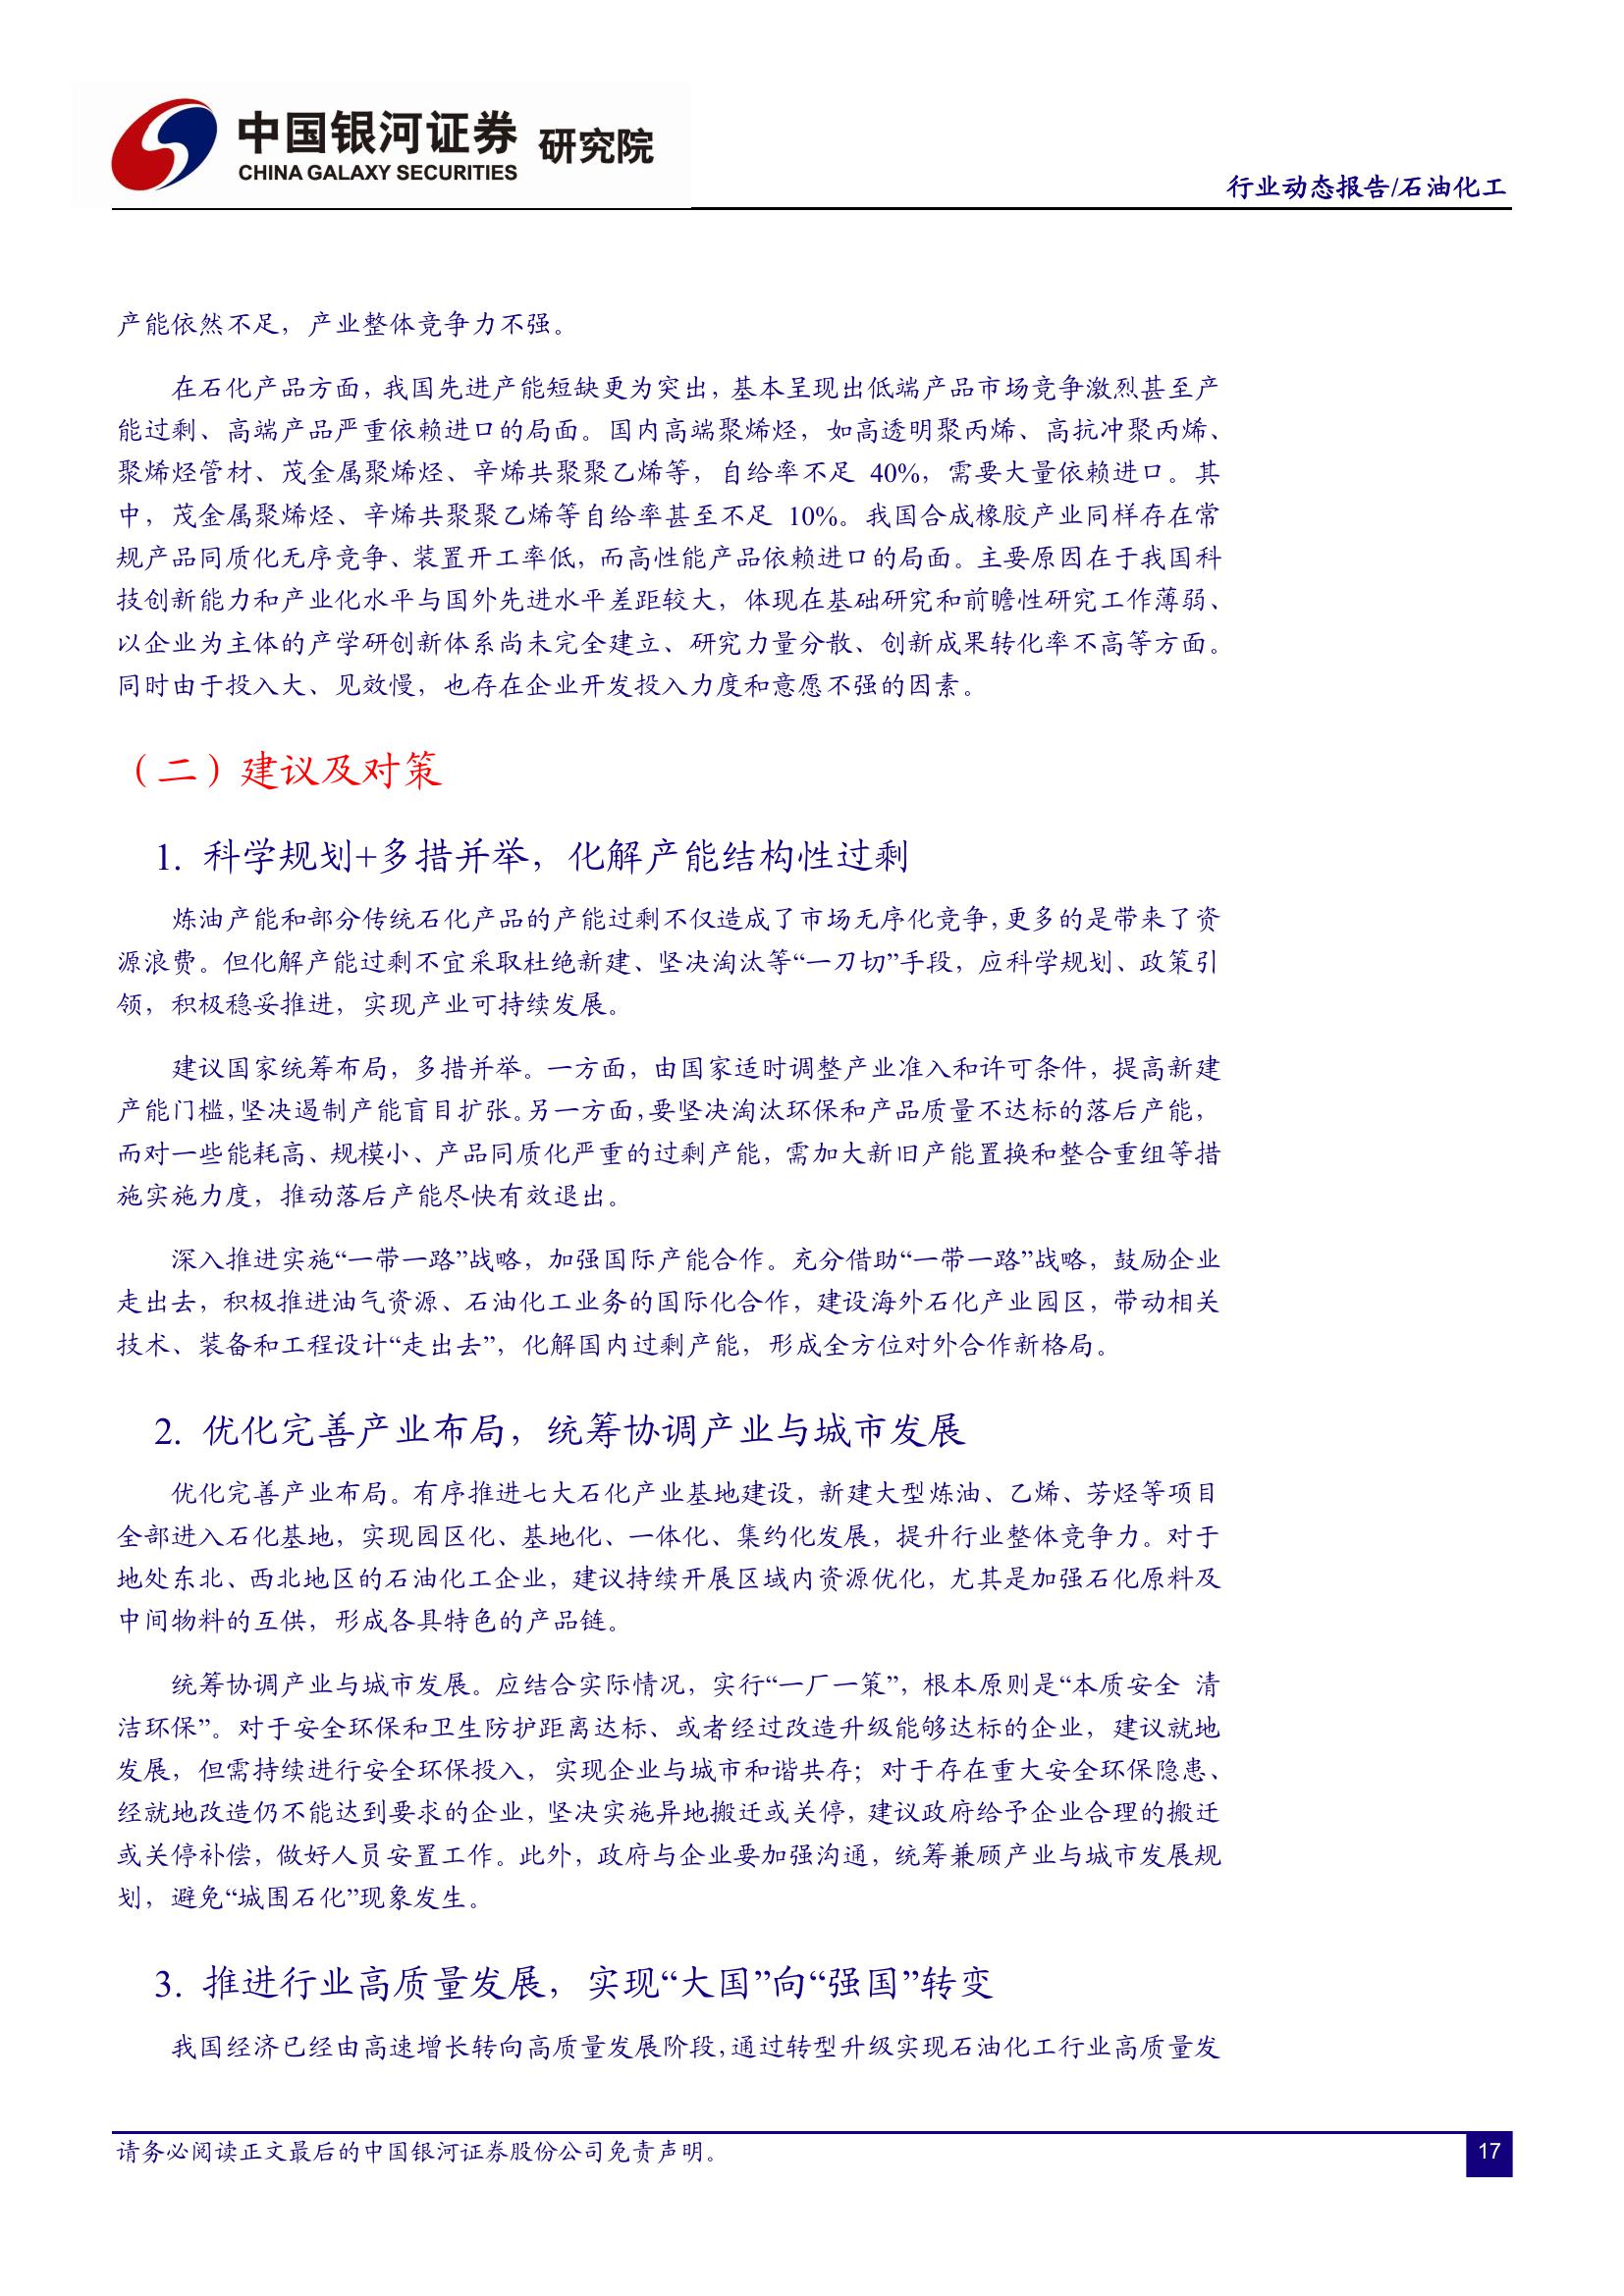 中国银河证券 研究院
CHINA GALAXY SECURITIES
行业动态报告/石油化工
产能依然不足，产业整体竞争力不强。
在石化产品方面，我国先进产能短缺更为突出，基本呈现出低端产品市场竞争激烈甚至产
能过剩、高端产品严重依赖进口的局面。国内高端聚烯烃，如高透明聚丙烯、高抗冲聚丙烯、
聚烯烃管材、茂金属聚烯烃、辛烯共聚聚乙烯等，自给率不足 40%，需要大量依赖进口。其
中，茂金属聚烯烃、辛烯共聚聚乙烯等自给率甚至不足 10%。我国合成橡胶产业同样存在常
规产品同质化无序竞争、装置开工率低，而高性能产品依赖进口的局面。主要原因在于我国科
技创新能力和产业化水平与国外先进水平差距较大，体现在基础研究和前瞻性研究工作薄弱、
以企业为主体的产学研创新体系尚未完全建立、研究力量分散、创新成果转化率不高等方面。
同时由于投入大、见效慢，也存在企业开发投入力度和意愿不强的因素。
（二）建议及对策
1. 科学规划+多措并举，化解产能结构性过剩
炼油产能和部分传统石化产品的产能过剩不仅造成了市场无序化竞争，更多的是带来了资
源浪费。但化解产能过剩不宜采取杜绝新建、坚决淘汰等“一刀切”手段，应科学规划、政策引
领，积极稳妥推进，实现产业可持续发展。
建议国家统筹布局，多措并举。一方面，由国家适时调整产业准入和许可条件，提高新建
产能门槛，坚决遏制产能盲目扩张。另一方面，要坚决淘汰环保和产品质量不达标的落后产能，
而对一些能耗高、规模小、产品同质化严重的过剩产能，需加大新旧产能置换和整合重组等措
施实施力度，推动落后产能尽快有效退出。
深入推进实施“一带一路”战略，加强国际产能合作。充分借助“一带一路”战略，鼓励企业
走出去，积极推进油气资源、石油化工业务的国际化合作，建设海外石化产业园区，带动相关
技术、装备和工程设计“走出去”，化解国内过剩产能，形成全方位对外合作新格局。
2. 优化完善产业布局，统筹协调产业与城市发展
优化完善产业布局。有序推进七大石化产业基地建设，新建大型炼油、乙烯、芳烃等项目
全部进入石化基地，实现园区化、基地化、一体化、集约化发展，提升行业整体竞争力。对于
地处东北、西北地区的石油化工企业，建议持续开展区域内资源优化，尤其是加强石化原料及
中间物料的互供，形成各具特色的产品链。
统筹协调产业与城市发展。应结合实际情况，实行“一厂一策”，根本原则是“本质安全 清
洁环保”。对于安全环保和卫生防护距离达标、或者经过改造升级能够达标的企业，建议就地
发展，但需持续进行安全环保投入，实现企业与城市和谐共存；对于存在重大安全环保隐患、
经就地改造仍不能达到要求的企业，坚决实施异地搬迁或关停，建议政府给予企业合理的搬迁
或关停补偿，做好人员安置工作。此外，政府与企业要加强沟通，统筹兼顾产业与城市发展规
划，避免“城围石化”现象发生。
3. 推进行业高质量发展，实现“大国”向“强国”转变
我国经济已经由高速增长转向高质量发展阶段，通过转型升级实现石油化工行业高质量发
请务必阅读正文最后的中国银河证券股份公司免责声明。
17